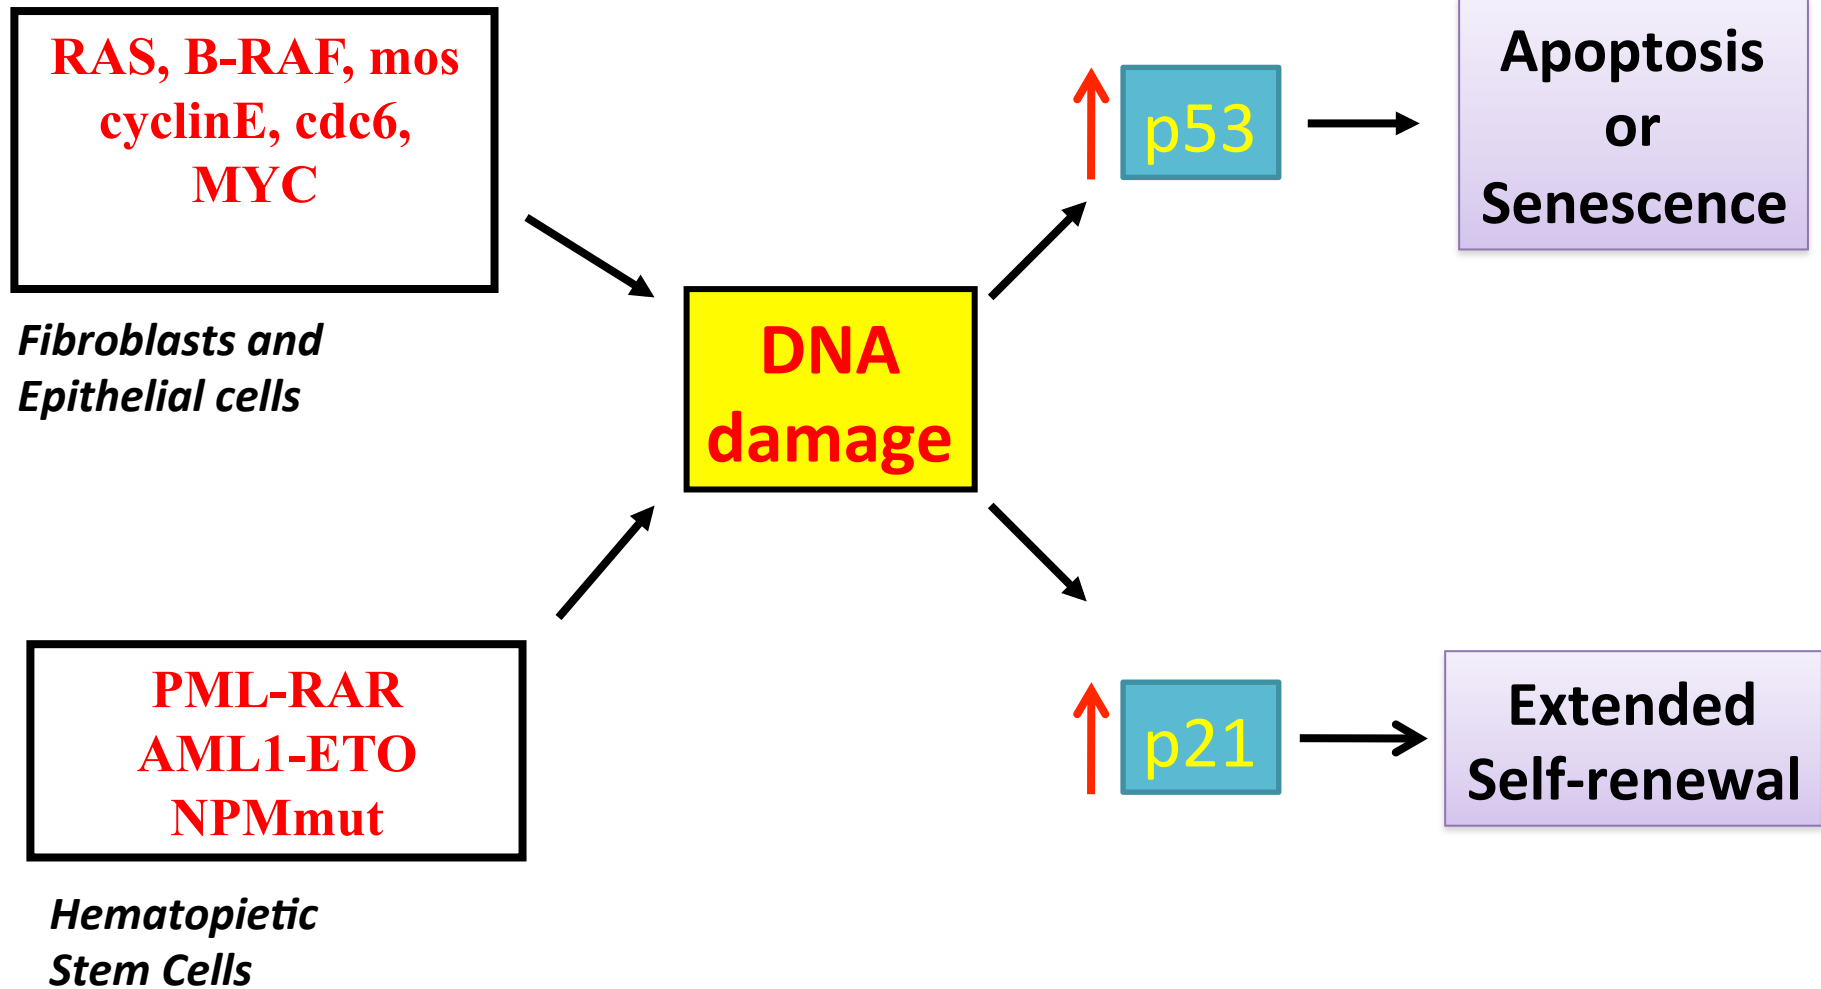 RAS, B-RAF, mos
cyclinE, cdc6,
MYC
Fibroblasts and
Epithelial cells
DNA
damage
p53
Apoptosis
or
Senescence
PML-RAR
AML1-ETO
NPMmut
Hematopietic
Stem Cells
p21
Extended
Self-renewal